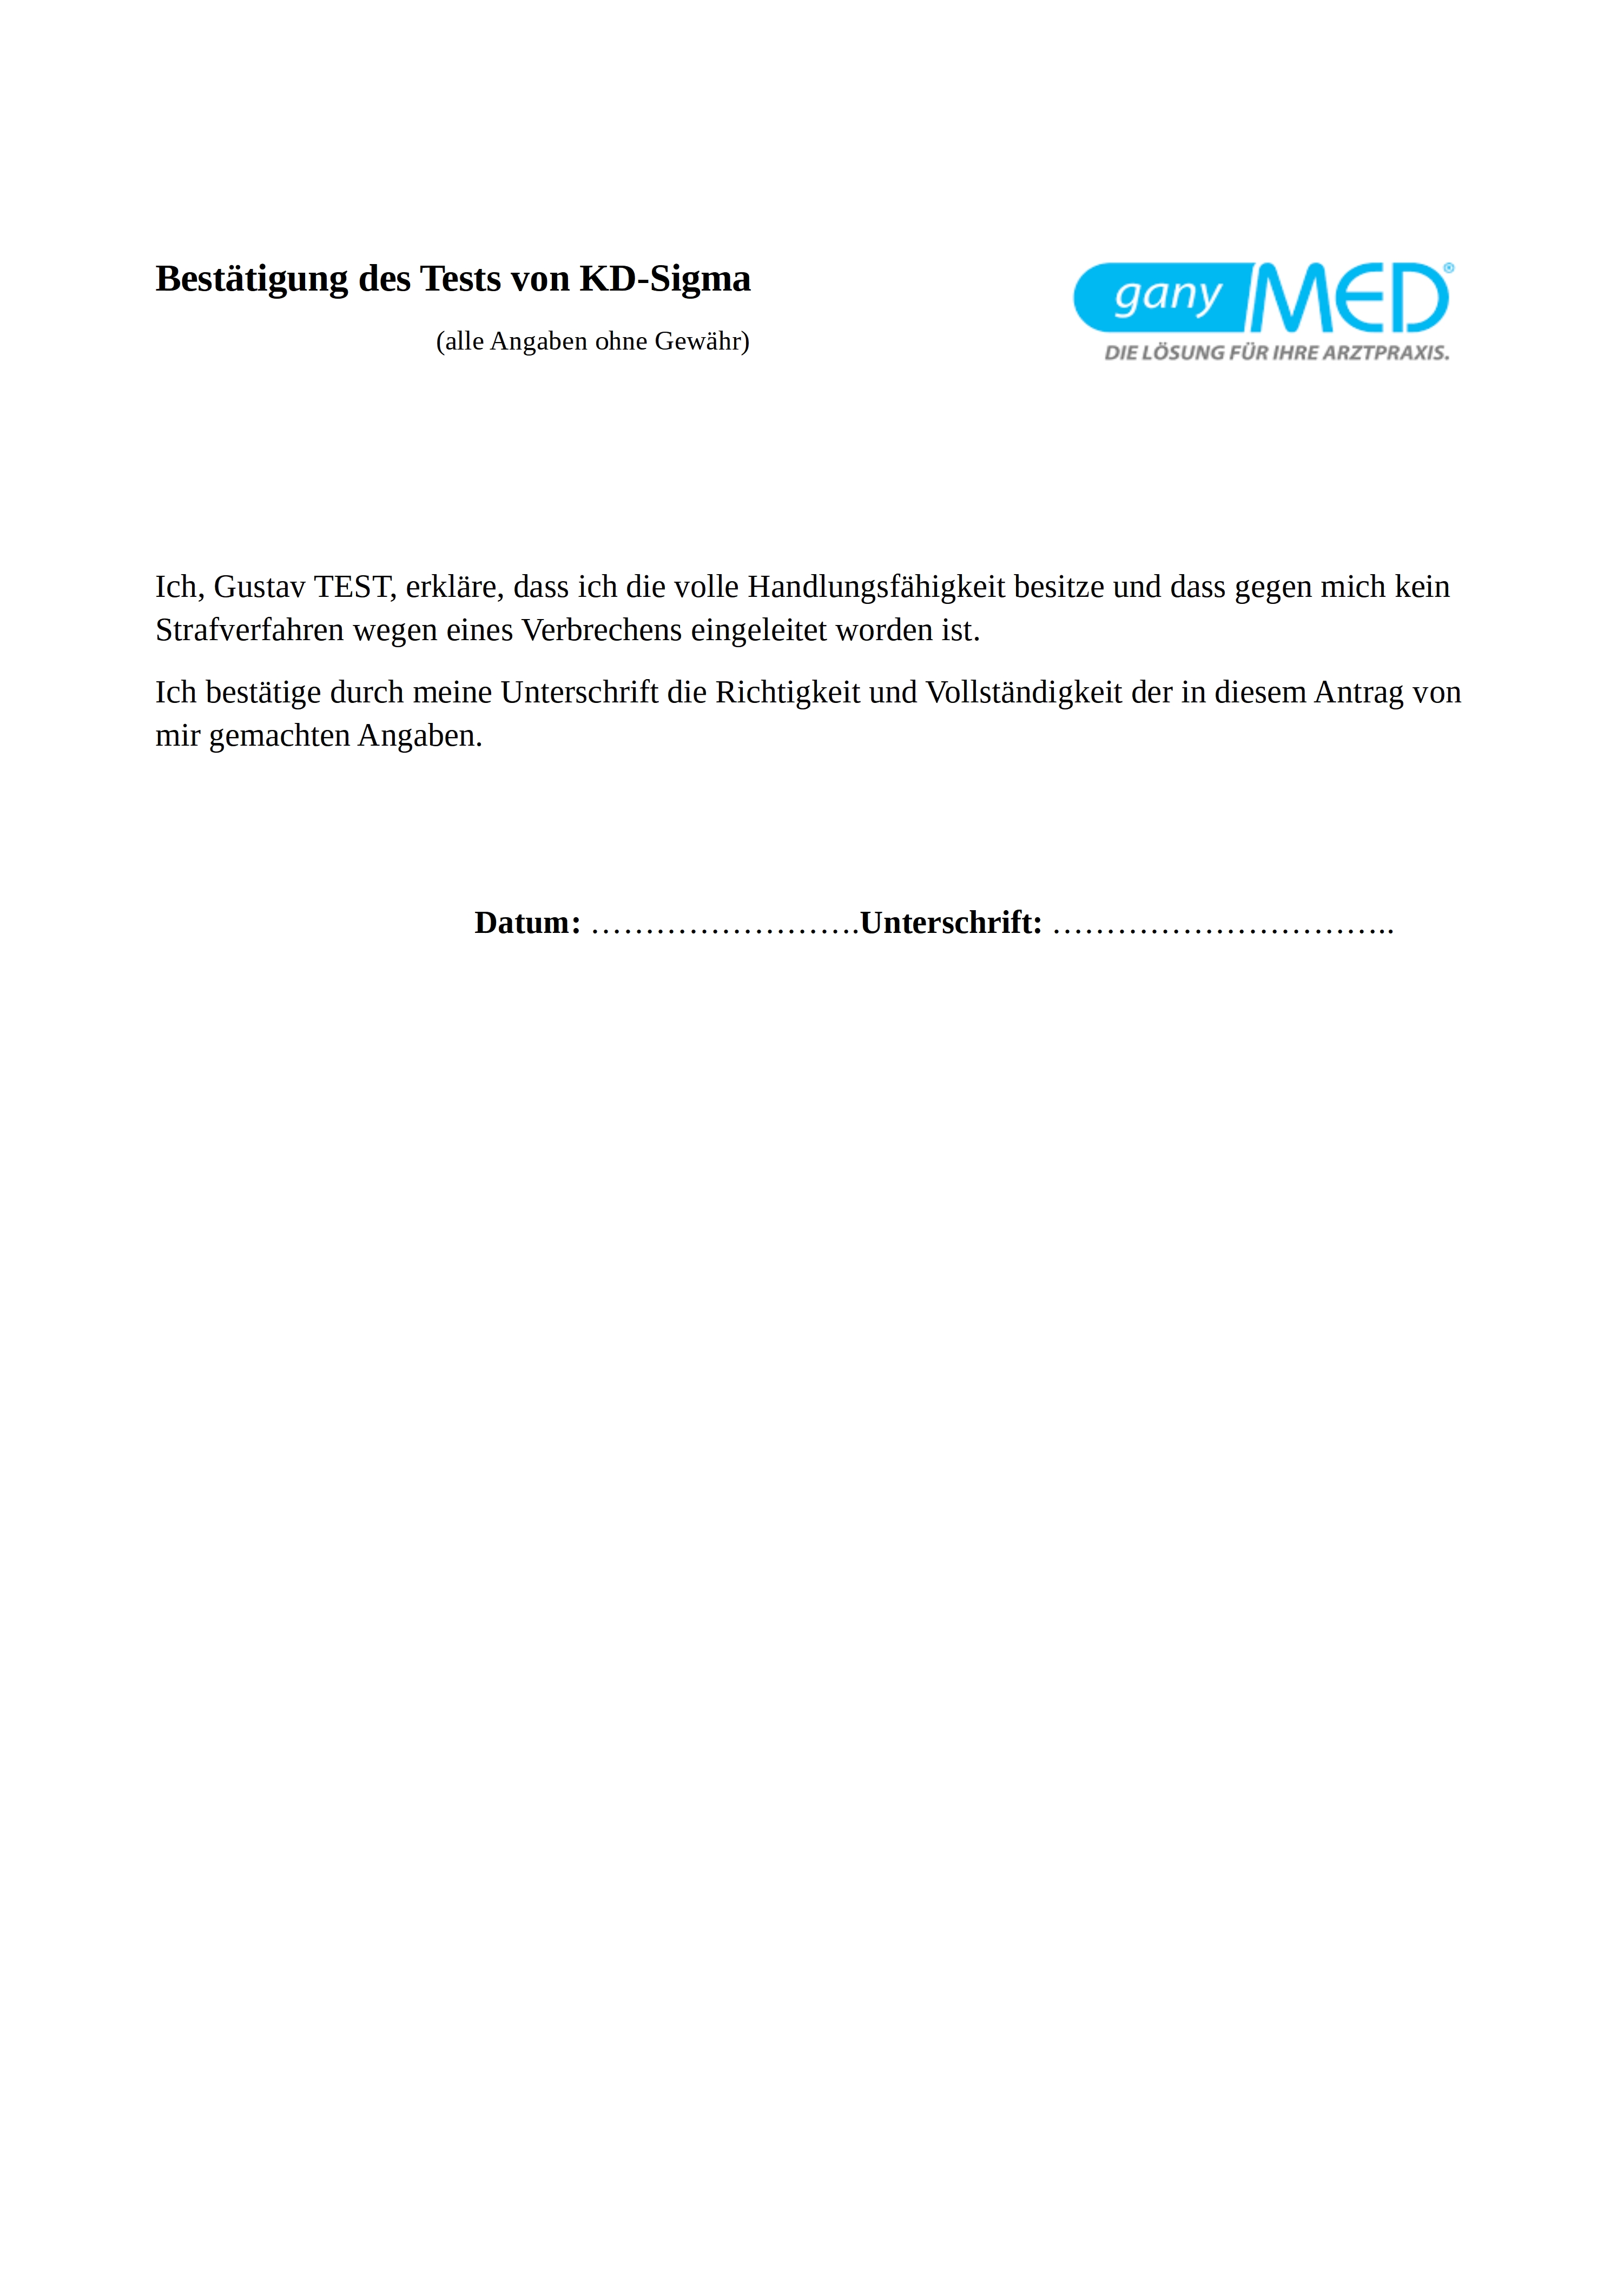 Bestätigung des Tests von KD-Sigma
(alle Angaben ohne Gewähr)
gany MED®
DIE LÖSUNG FÜR IHRE ARZTPRAXIS.
Ich, Gustav TEST, erkläre, dass ich die volle Handlungsfähigkeit besitze und dass gegen mich kein
Strafverfahren wegen eines Verbrechens eingeleitet worden ist.
Ich bestätige durch meine Unterschrift die Richtigkeit und Vollständigkeit der in diesem Antrag von
mir gemachten Angaben.
Datum: …………………….Unterschrift: …………………………..